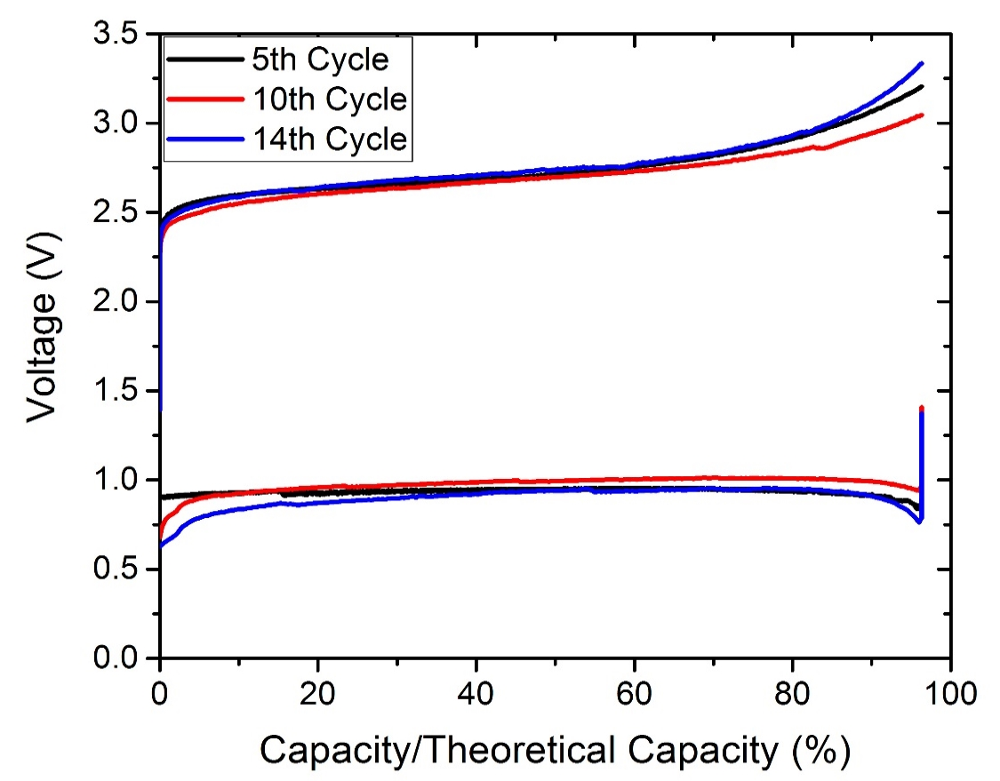 3.5
3.0
2.5
2.0
1.5
1.0
0.5
0.0
Voltage (V)
5th Cycle
10th Cycle
14th Cycle
0 20 40 60 80 100
Capacity/Theoretical Capacity (%)